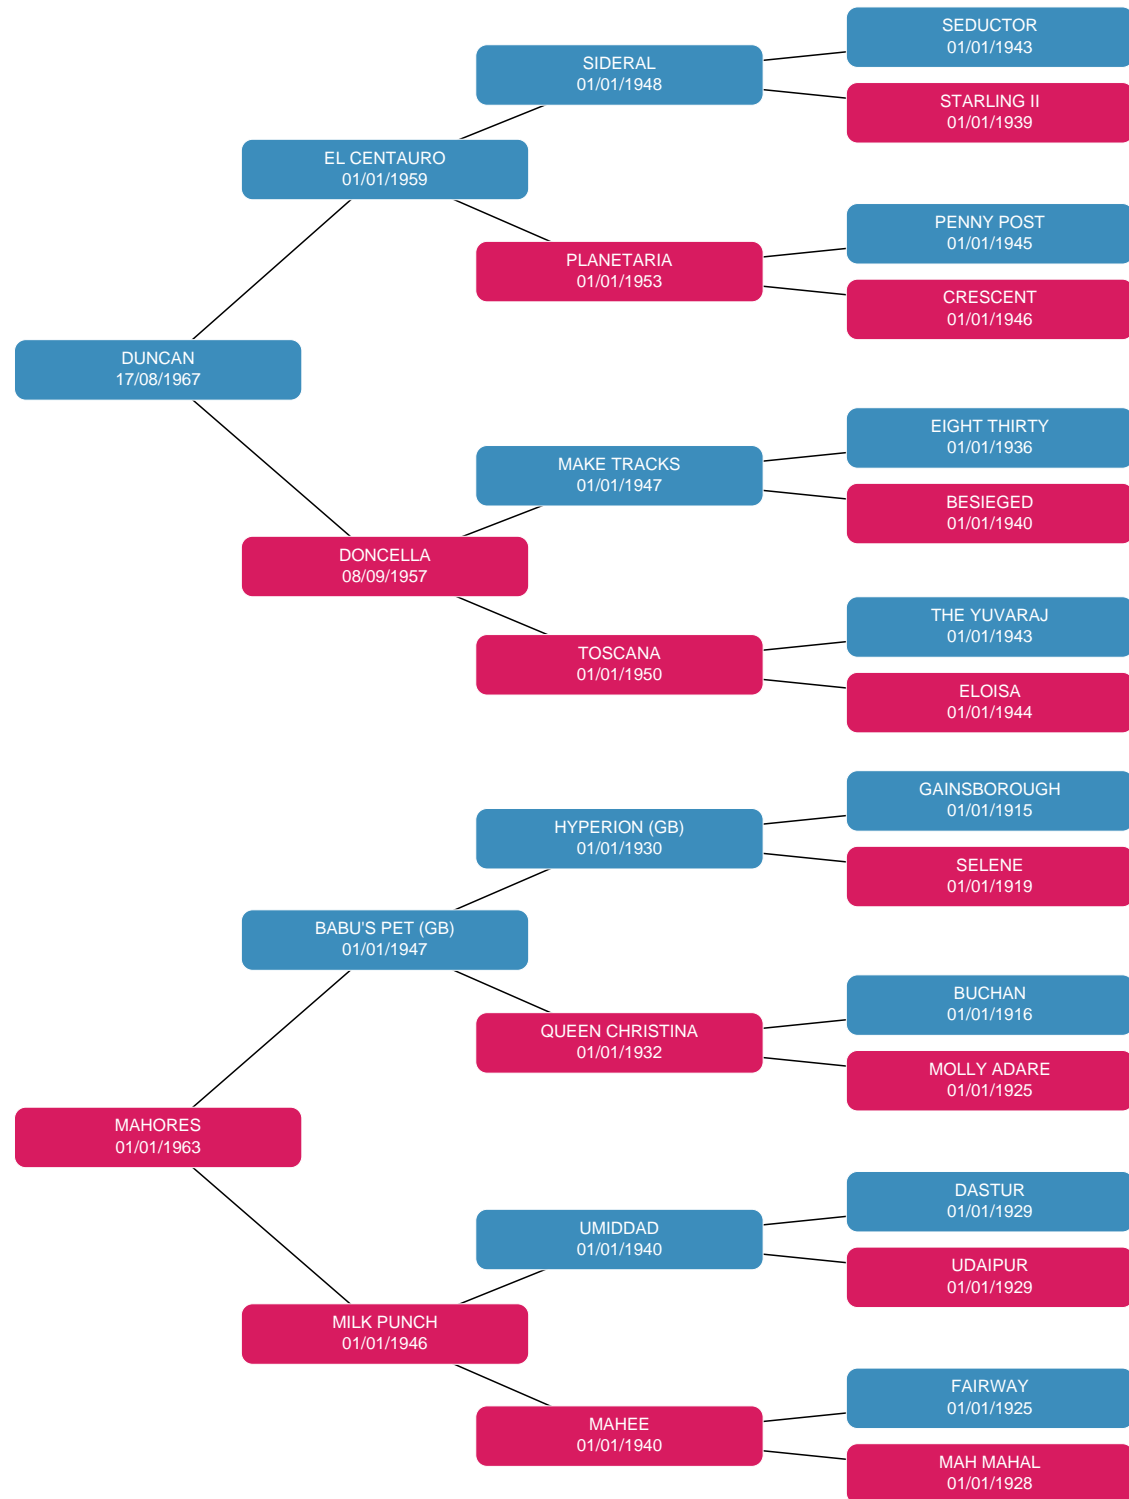 SEDUCTOR
01/01/1943
SIDERAL
01/01/1948
STARLING II
01/01/1939
EL CENTAURO
01/01/1959
PENNY POST
01/01/1945
PLANETARIA
01/01/1953
CRESCENT
01/01/1946
DUNCAN
17/08/1967
EIGHT THIRTY
01/01/1936
MAKE TRACKS
01/01/1947
BESIEGED
01/01/1940
DONCELLA
08/09/1957
THE YUVARAJ
01/01/1943
TOSCANA
01/01/1950
ELOISA
01/01/1944
GAINSBOROUGH
01/01/1915
HYPERION (GB)
01/01/1930
SELENE
01/01/1919
BABU'S PET (GB)
01/01/1947
BUCHAN
01/01/1916
QUEEN CHRISTINA
01/01/1932
MOLLY ADARE
01/01/1925
MAHORES
01/01/1963
DASTUR
01/01/1929
UMIDDAD
01/01/1940
UDAIPUR
01/01/1929
MILK PUNCH
01/01/1946
FAIRWAY
01/01/1925
MAHEE
01/01/1940
MAH MAHAL
01/01/1928